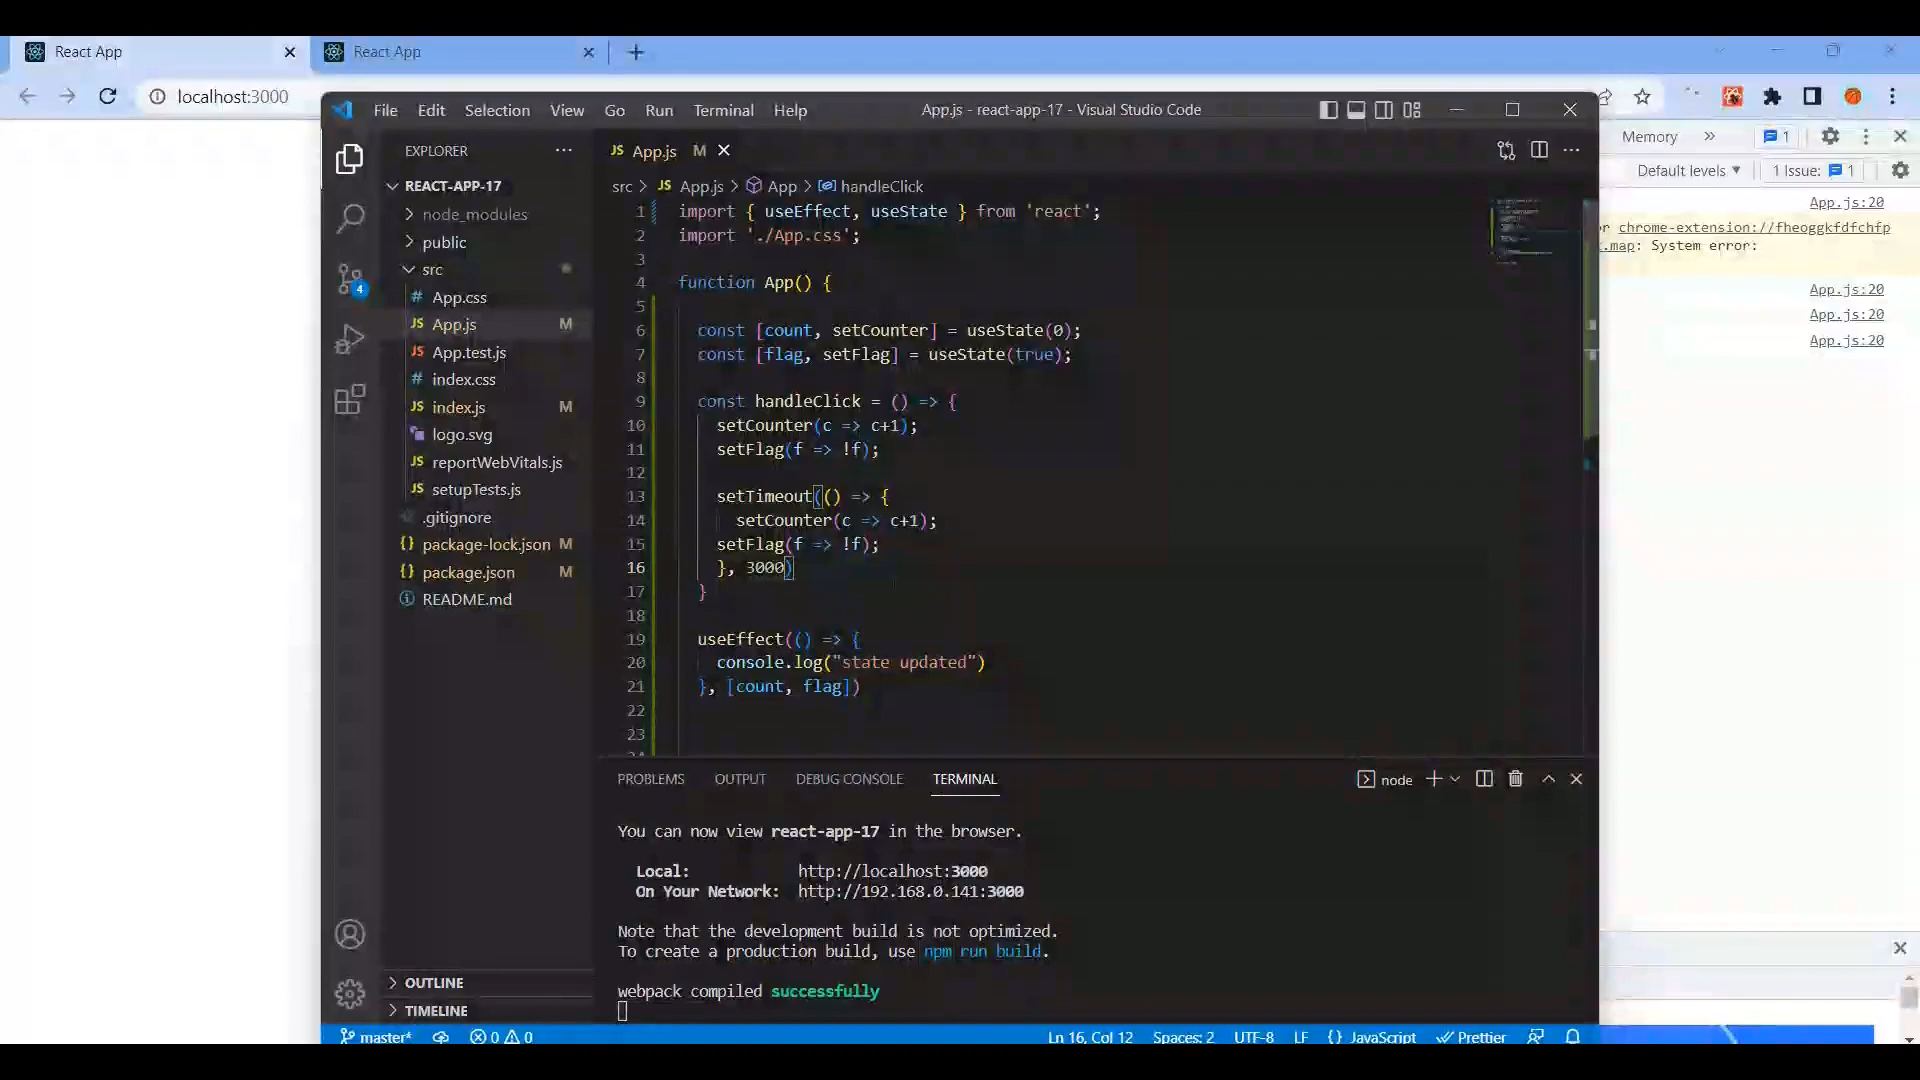 React App
React App
localhost:3000
File Edit Selection View Go Run Terminal Help
App.js - react-app-17 - Visual Studio Code
Memory
1
Default levels
1 Issue: 1
App.js:20
chrome-extension://fheoggkfdfchfp
.map: System error:
App.js:20
App.js:20
App.js:20
EXPLORER
REACT-APP-17
node_modules
public
src
# App.css
JS App.js M
JS App.test.js
# index.css
JS index.js M
logo.svg
JS reportWebVitals.js
JS setupTests.js
.gitignore
{} package-lock.json M
{} package.json M
README.md
OUTLINE
TIMELINE
4
JS App.js M
src > JS App.js > App > handleClick
1 import { useEffect, useState } from 'react';
2 import './App.css';
3
4 function App() {
5
6 const [count, setCounter] = useState(0);
7 const [flag, setFlag] = useState(true);
8
9 const handleClick = () => {
10 setCounter(c => c+1);
11 setFlag(f => !f);
12
13 setTimeout(() => {
14 setCounter(c => c+1);
15 setFlag(f => !f);
16 }, 3000)
17 }
18
19 useEffect(() => {
20 console.log("state updated")
21 }, [count, flag])
22
23
PROBLEMS OUTPUT DEBUG CONSOLE TERMINAL
node
You can now view react-app-17 in the browser.
Local: http://localhost:3000
On Your Network: http://192.168.0.141:3000
Note that the development build is not optimized.
To create a production build, use npm run build.
webpack compiled successfully
master* 0 0
Ln 16, Col 12 Spaces: 2 UTF-8 LF {} JavaScript Prettier